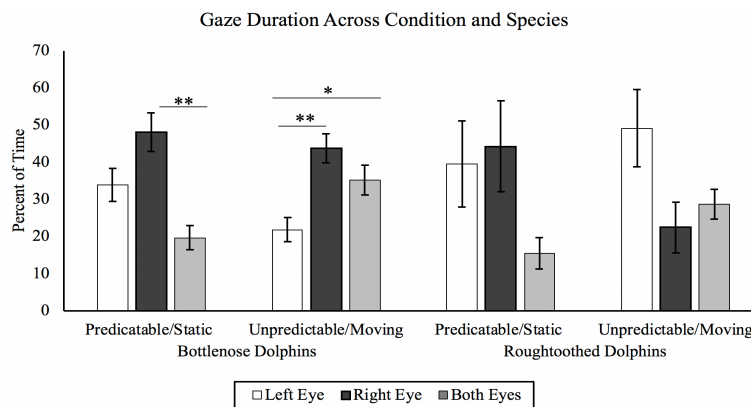 Gaze Duration Across Condition and Species
Percent of Time
70
60
50
40
30
20
10
0
**
*
**
Predicatable/Static Unpredictable/Moving Predicatable/Static Unpredictable/Moving
Bottlenose Dolphins Roughtoothed Dolphins
Left Eye Right Eye Both Eyes